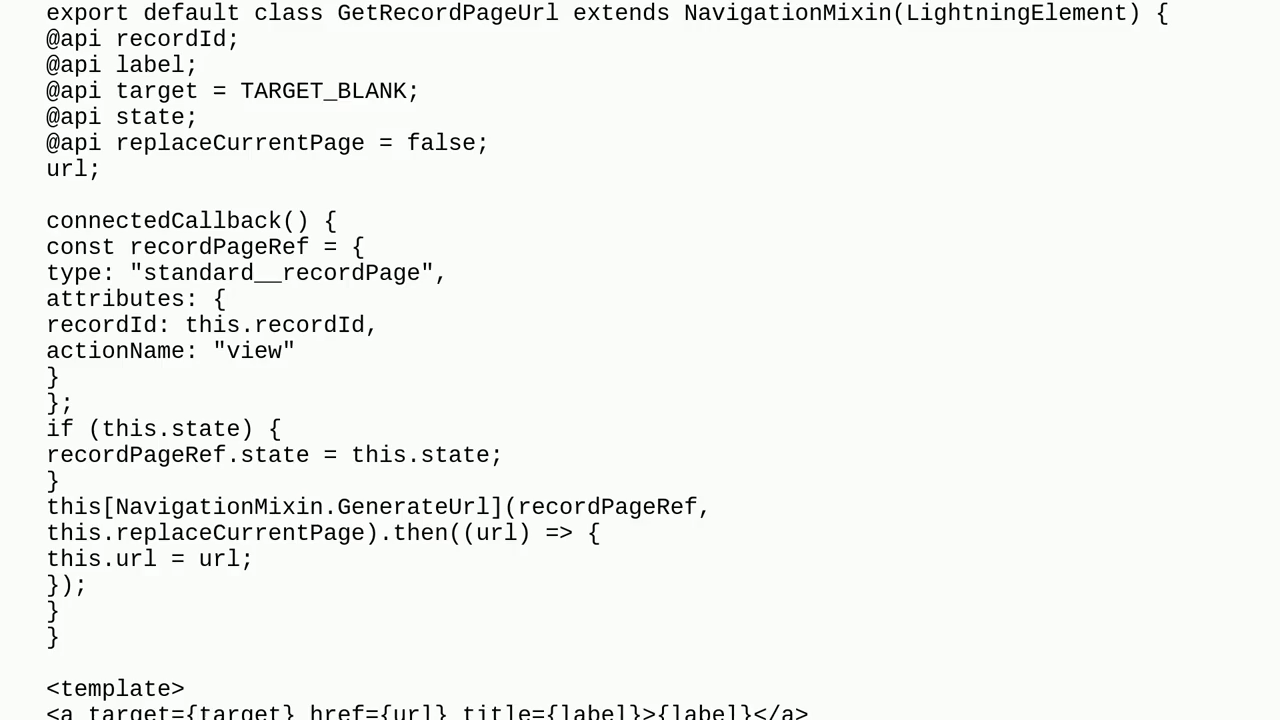 export default class GetRecordPageUrl extends NavigationMixin(LightningElement) {
@api recordId;
@api label;
@api target = TARGET_BLANK;
@api state;
@api replaceCurrentPage = false;
url;

connectedCallback() {
const recordPageRef = {
type: "standard__recordPage",
attributes: {
recordId: this.recordId,
actionName: "view"
}
};
if (this.state) {
recordPageRef.state = this.state;
}
this[NavigationMixin.GenerateUrl](recordPageRef,
this.replaceCurrentPage).then((url) => {
this.url = url;
});
}
}

<template>
<a target={target} href={url} title={label}>{label}</a>